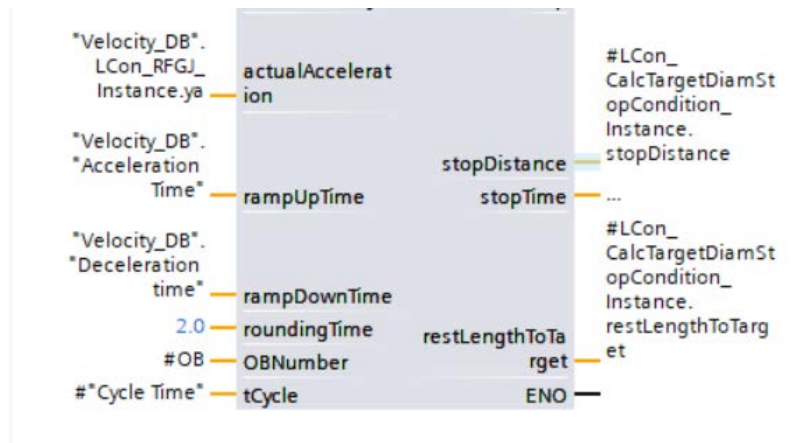 "Velocity_DB".
LCon_RFGJ_
Instance.ya
actualAccelerat
ion
"Velocity_DB".
"Acceleration
Time"
rampUpTime
"Velocity_DB".
"Deceleration
time"
rampDownTime
2.0
roundingTime
#OB
OBNumber
#"Cycle Time"
tCycle
stopDistance
#LCon_
CalcTargetDiamSt
opCondition_
Instance.
stopDistance
stopTime
...
restLengthToTa
rget
#LCon_
CalcTargetDiamSt
opCondition_
Instance.
restLengthToTarg
et
ENO